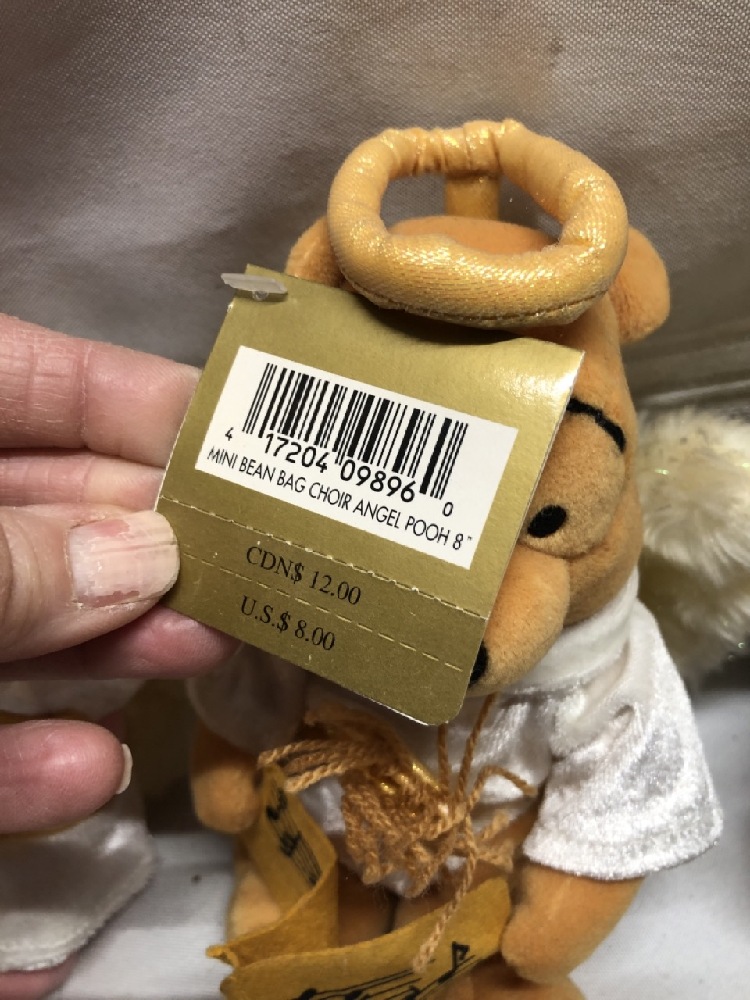 4 17204 09896 0
MINI BEAN BAG CHOIR ANGEL POOH 8"
CDN$ 12.00
U.S.$ 8.00